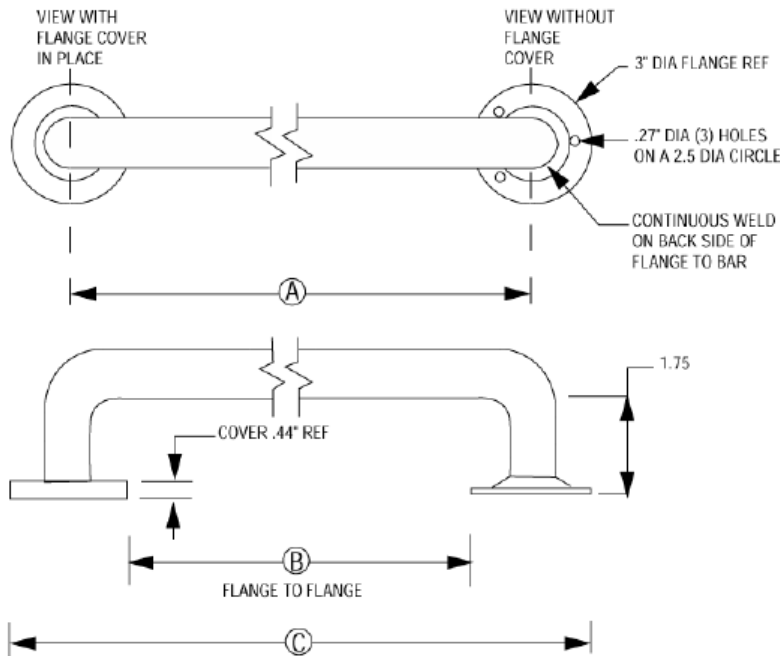 VIEW WITH
FLANGE COVER
IN PLACE
VIEW WITHOUT
FLANGE
COVER
3" DIA FLANGE REF
.27" DIA (3) HOLES
ON A 2.5 DIA CIRCLE
CONTINUOUS WELD
ON BACK SIDE OF
FLANGE TO BAR
A
1.75
COVER .44" REF
B
FLANGE TO FLANGE
C